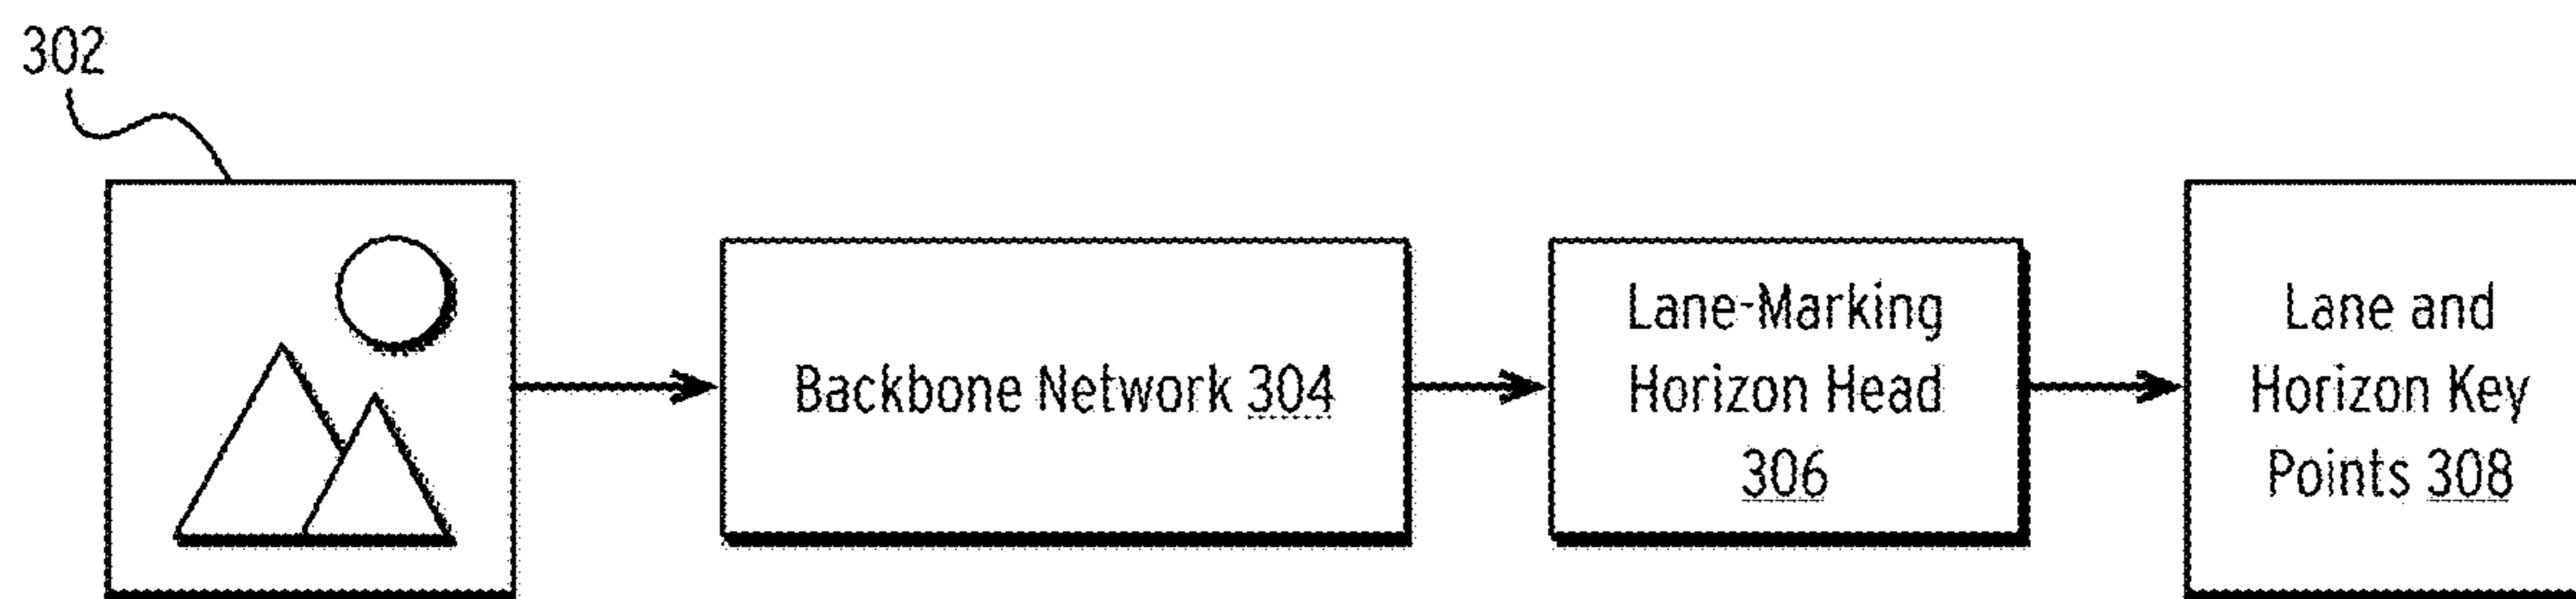 302
Backbone Network 304
Lane-Marking
Horizon Head
306
Lane and
Horizon Key
Points 308